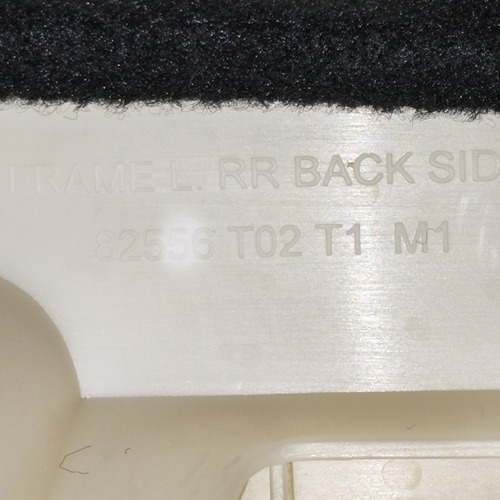 FRAME L. RR BACK SID
82556 T02 T1 M1